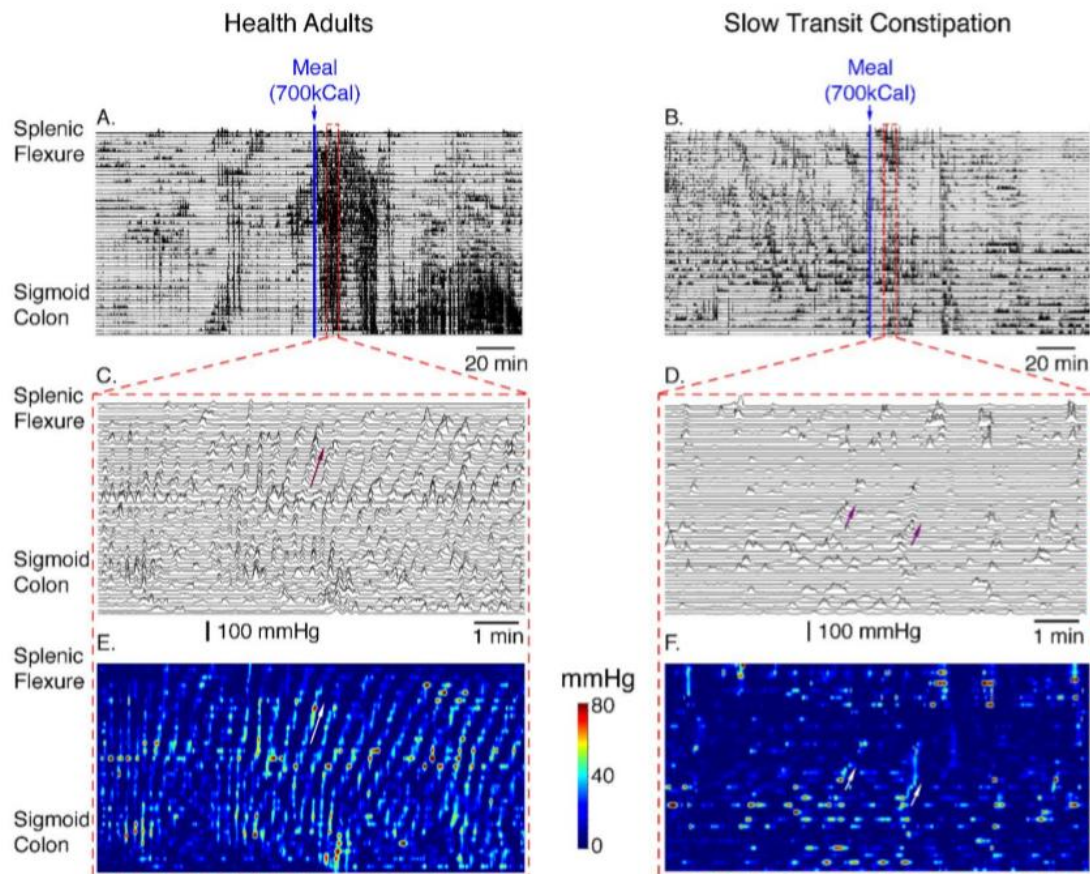 Health Adults
Slow Transit Constipation
Meal
(700kCal)
Meal
(700kCal)
A.
B.
Splenic
Flexure
Sigmoid
Colon
20 min
20 min
C.
D.
Splenic
Flexure
Sigmoid
Colon
100 mmHg
1 min
100 mmHg
1 min
E.
F.
Splenic
Flexure
Sigmoid
Colon
mmHg
80
40
0